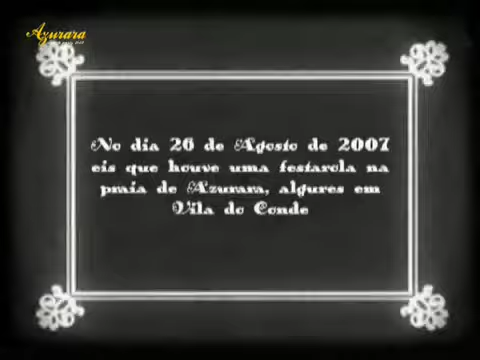 Azurara
No dia 26 de Agosto de 2007
eis que houve uma festarola na
praia de Azurara, algures em
Vila do Conde